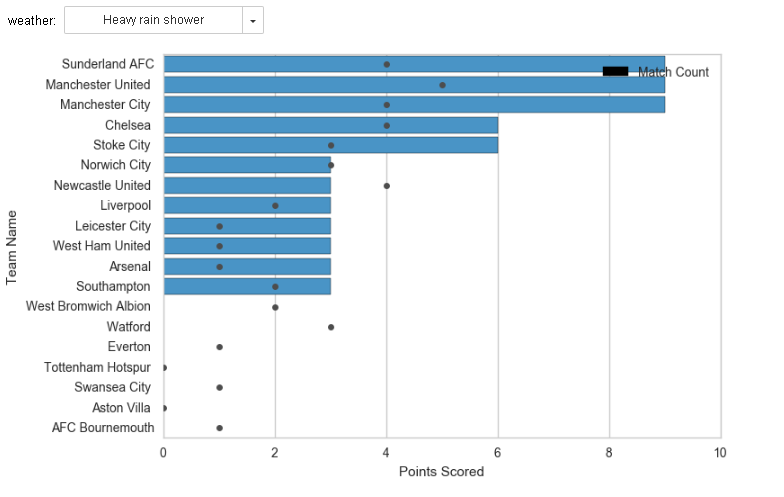 weather: Heavy rain shower
Sunderland AFC
Match Count
Manchester United
Manchester City
Chelsea
Stoke City
Norwich City
Newcastle United
Liverpool
Leicester City
West Ham United
Arsenal
Southampton
West Bromwich Albion
Watford
Everton
Tottenham Hotspur
Swansea City
Aston Villa
AFC Bournemouth
Team Name
0 2 4 6 8 10
Points Scored